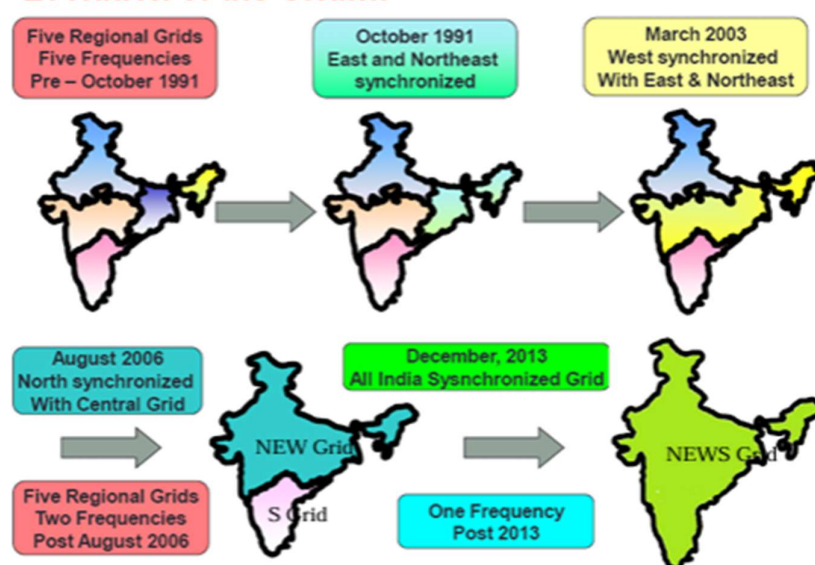 Five Regional Grids
Five Frequencies
Pre – October 1991
October 1991
East and Northeast
synchronized
March 2003
West synchronized
With East & Northeast
August 2006
North synchronized
With Central Grid
December, 2013
All India Sysnchronized Grid
NEW Grid
NEWS Grid
S Grid
Five Regional Grids
Two Frequencies
Post August 2006
One Frequency
Post 2013